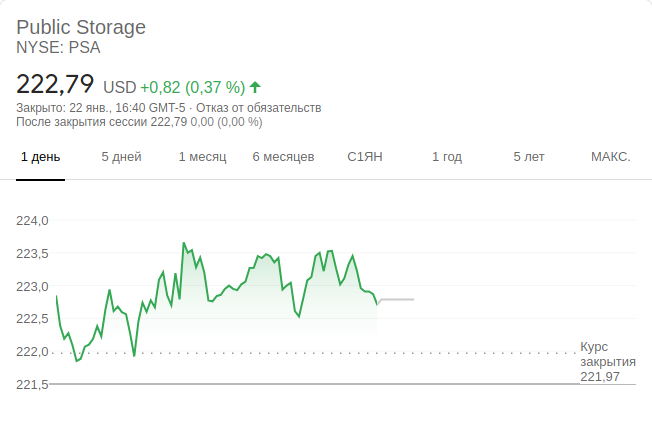 Public Storage
NYSE: PSA
222,79 USD +0,82 (0,37 %)
Закрыто: 22 янв., 16:40 GMT-5 · Отказ от обязательств
После закрытия сессии 222,79 0,00 (0,00 %)
1 день 5 дней 1 месяц 6 месяцев С1ЯН 1 год 5 лет МАКС.
224,0
223,5
223,0
222,5
222,0
221,5
Курс
закрытия
221,97